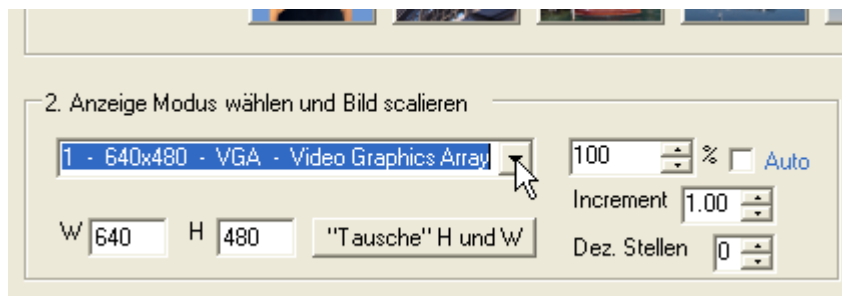 2. Anzeige Modus wählen und Bild scalieren
1 - 640x480 - VGA - Video Graphics Array
100 % Auto
Increment 1.00
W 640 H 480 "Tausche" H und W
Dez. Stellen 0